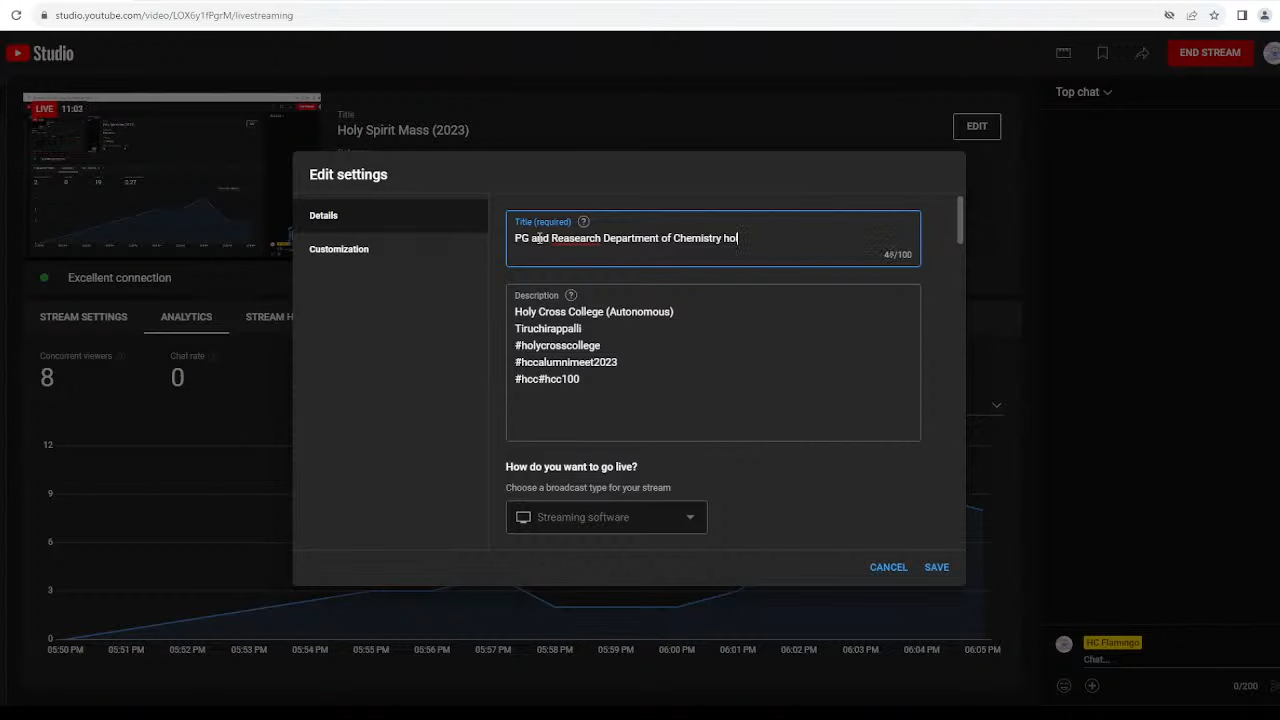 studio.youtube.com/video/LOX6y1fPgrM/livestreaming
Studio
END STREAM
LIVE 11:03
Title
Holy Spirit Mass (2023)
EDIT
Top chat
Edit settings
Details
Customization
Title (required)
PG and Reasearch Department of Chemistry hol
/100
Description
Holy Cross College (Autonomous)
Tiruchirappalli
#holycrosscollege
#hccalumnimeet2023
#hcc#hcc100
How do you want to go live?
Choose a broadcast type for your stream
Streaming software
CANCEL
SAVE
Excellent connection
STREAM SETTINGS
ANALYTICS
STREAM H
Concurrent viewers
8
Chat rate
0
12
9
6
3
0
05:50 PM 05:51 PM 05:52 PM 05:53 PM 05:54 PM 05:55 PM 05:56 PM 05:57 PM 05:58 PM 05:59 PM 06:00 PM 06:01 PM 06:02 PM 06:03 PM 06:04 PM 06:05 PM
HC Flamingo
Chat...
0/200